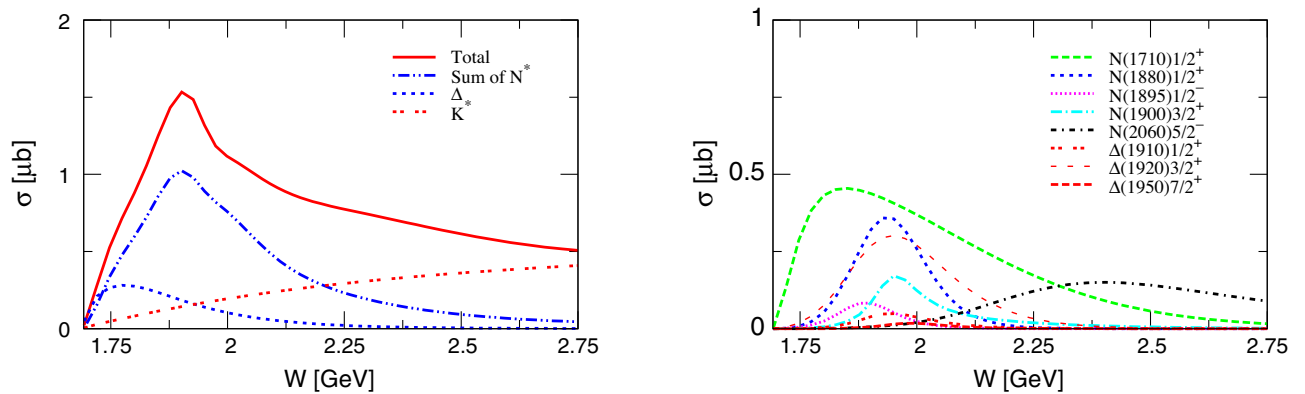 2
1
0
σ [μb]
Total
Sum of N*
Δ
K*
1.75 2 2.25 2.5 2.75
W [GeV]
1
0.5
0
σ [μb]
N(1710)1/2⁺
N(1880)1/2⁺
N(1895)1/2⁻
N(1900)3/2⁺
N(2060)5/2⁻
Δ(1910)1/2⁺
Δ(1920)3/2⁺
Δ(1950)7/2⁺
1.75 2 2.25 2.5 2.75
W [GeV]